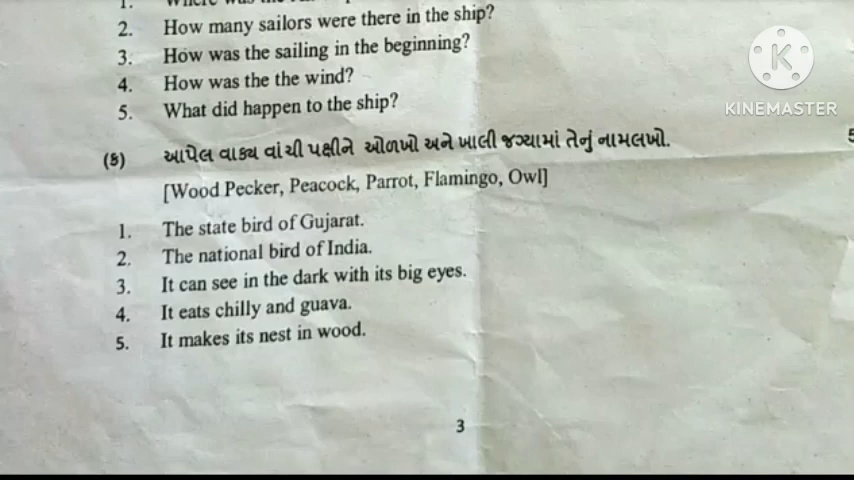 2. How many sailors were there in the ship?
3. How was the sailing in the beginning?
4. How was the the wind?
5. What did happen to the ship?
(ક) આપેલ વાક્ય વાંચી પક્ષીને ઓળખો અને ખાલી જગ્યામાં તેનું નામલખો. 5
[Wood Pecker, Peacock, Parrot, Flamingo, Owl]
1. The state bird of Gujarat.
2. The national bird of India.
3. It can see in the dark with its big eyes.
4. It eats chilly and guava.
5. It makes its nest in wood.
3
K
KINEMASTER